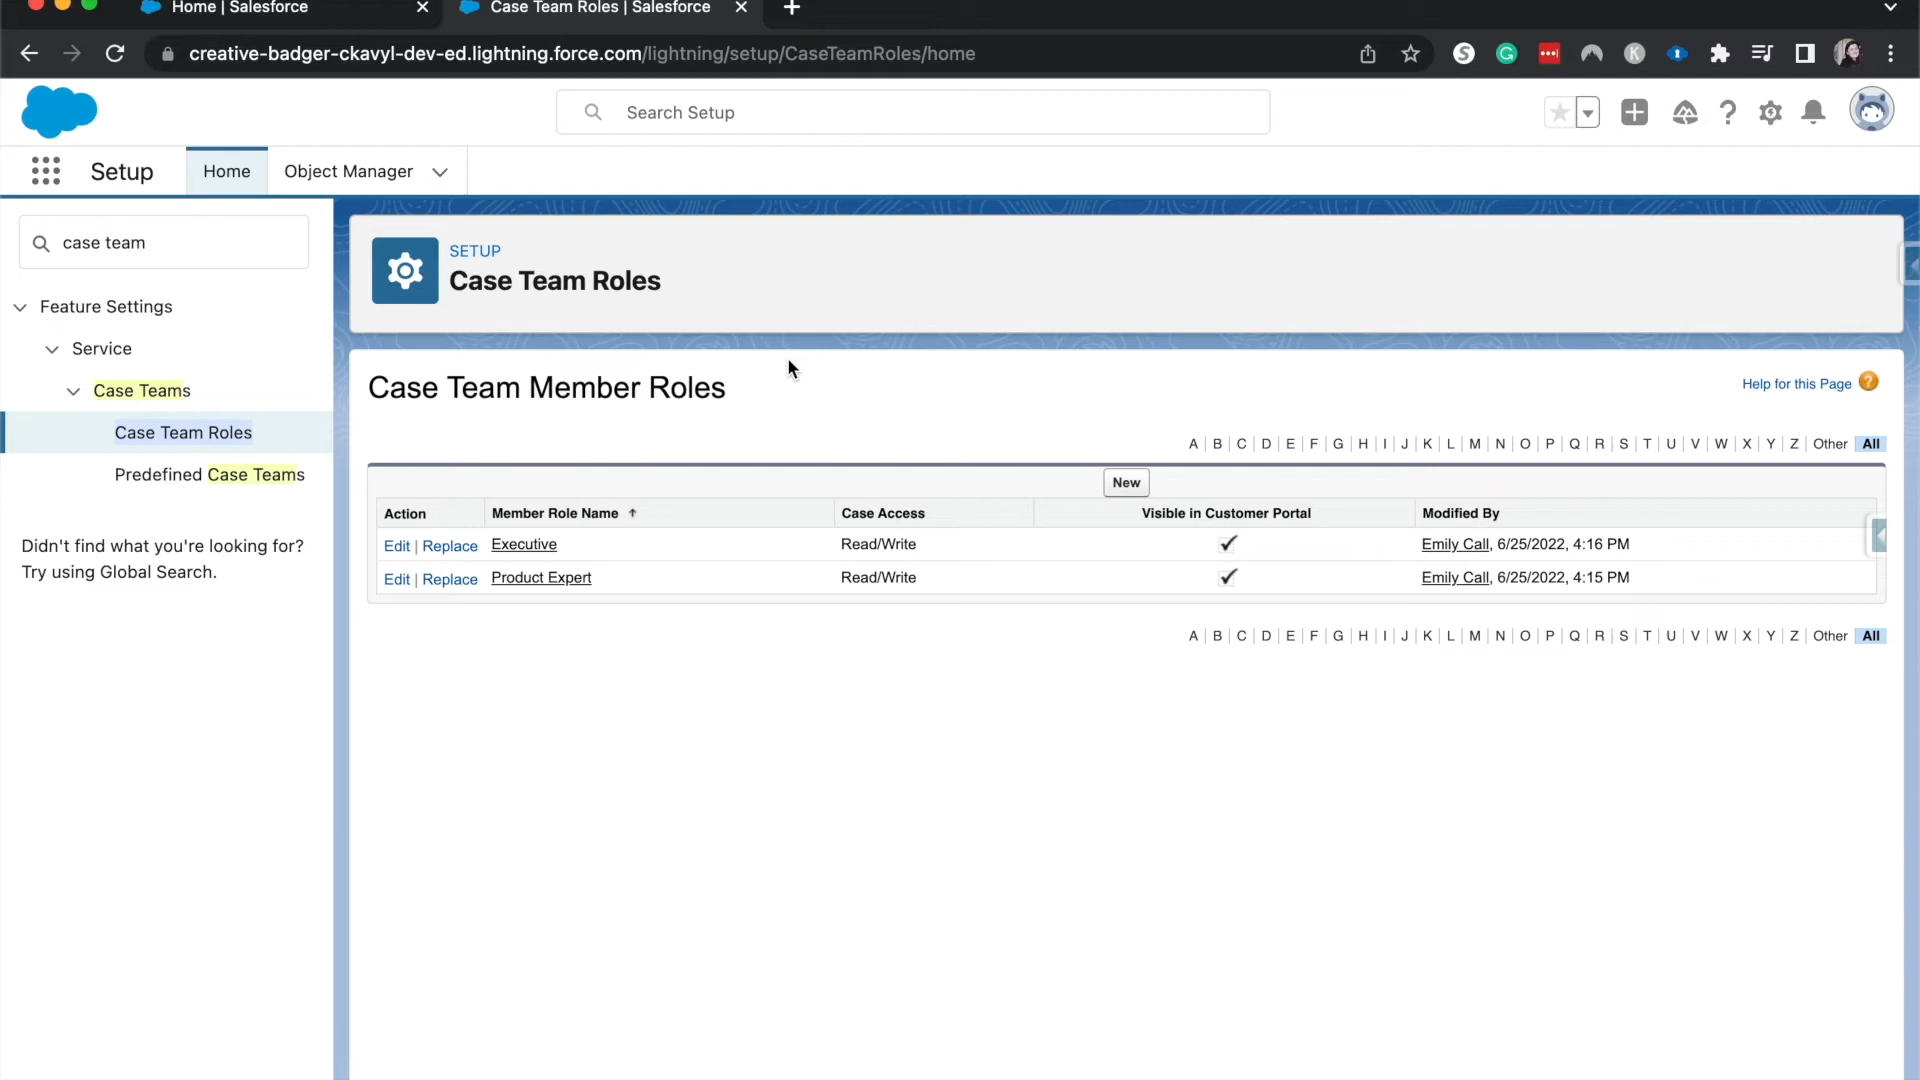 Home | Salesforce
Case Team Roles | Salesforce
creative-badger-ckavyl-dev-ed.lightning.force.com/lightning/setup/CaseTeamRoles/home
Search Setup
Setup
Home
Object Manager
case team
Feature Settings
Service
Case Teams
Case Team Roles
Predefined Case Teams
Didn't find what you're looking for?
Try using Global Search.
SETUP
Case Team Roles
Case Team Member Roles
Help for this Page ?
A | B | C | D | E | F | G | H | I | J | K | L | M | N | O | P | Q | R | S | T | U | V | W | X | Y | Z | Other | All
New
Action Member Role Name Case Access Visible in Customer Portal Modified By
Edit | Replace Executive Read/Write Emily Call, 6/25/2022, 4:16 PM
Edit | Replace Product Expert Read/Write Emily Call, 6/25/2022, 4:15 PM
A | B | C | D | E | F | G | H | I | J | K | L | M | N | O | P | Q | R | S | T | U | V | W | X | Y | Z | Other | All